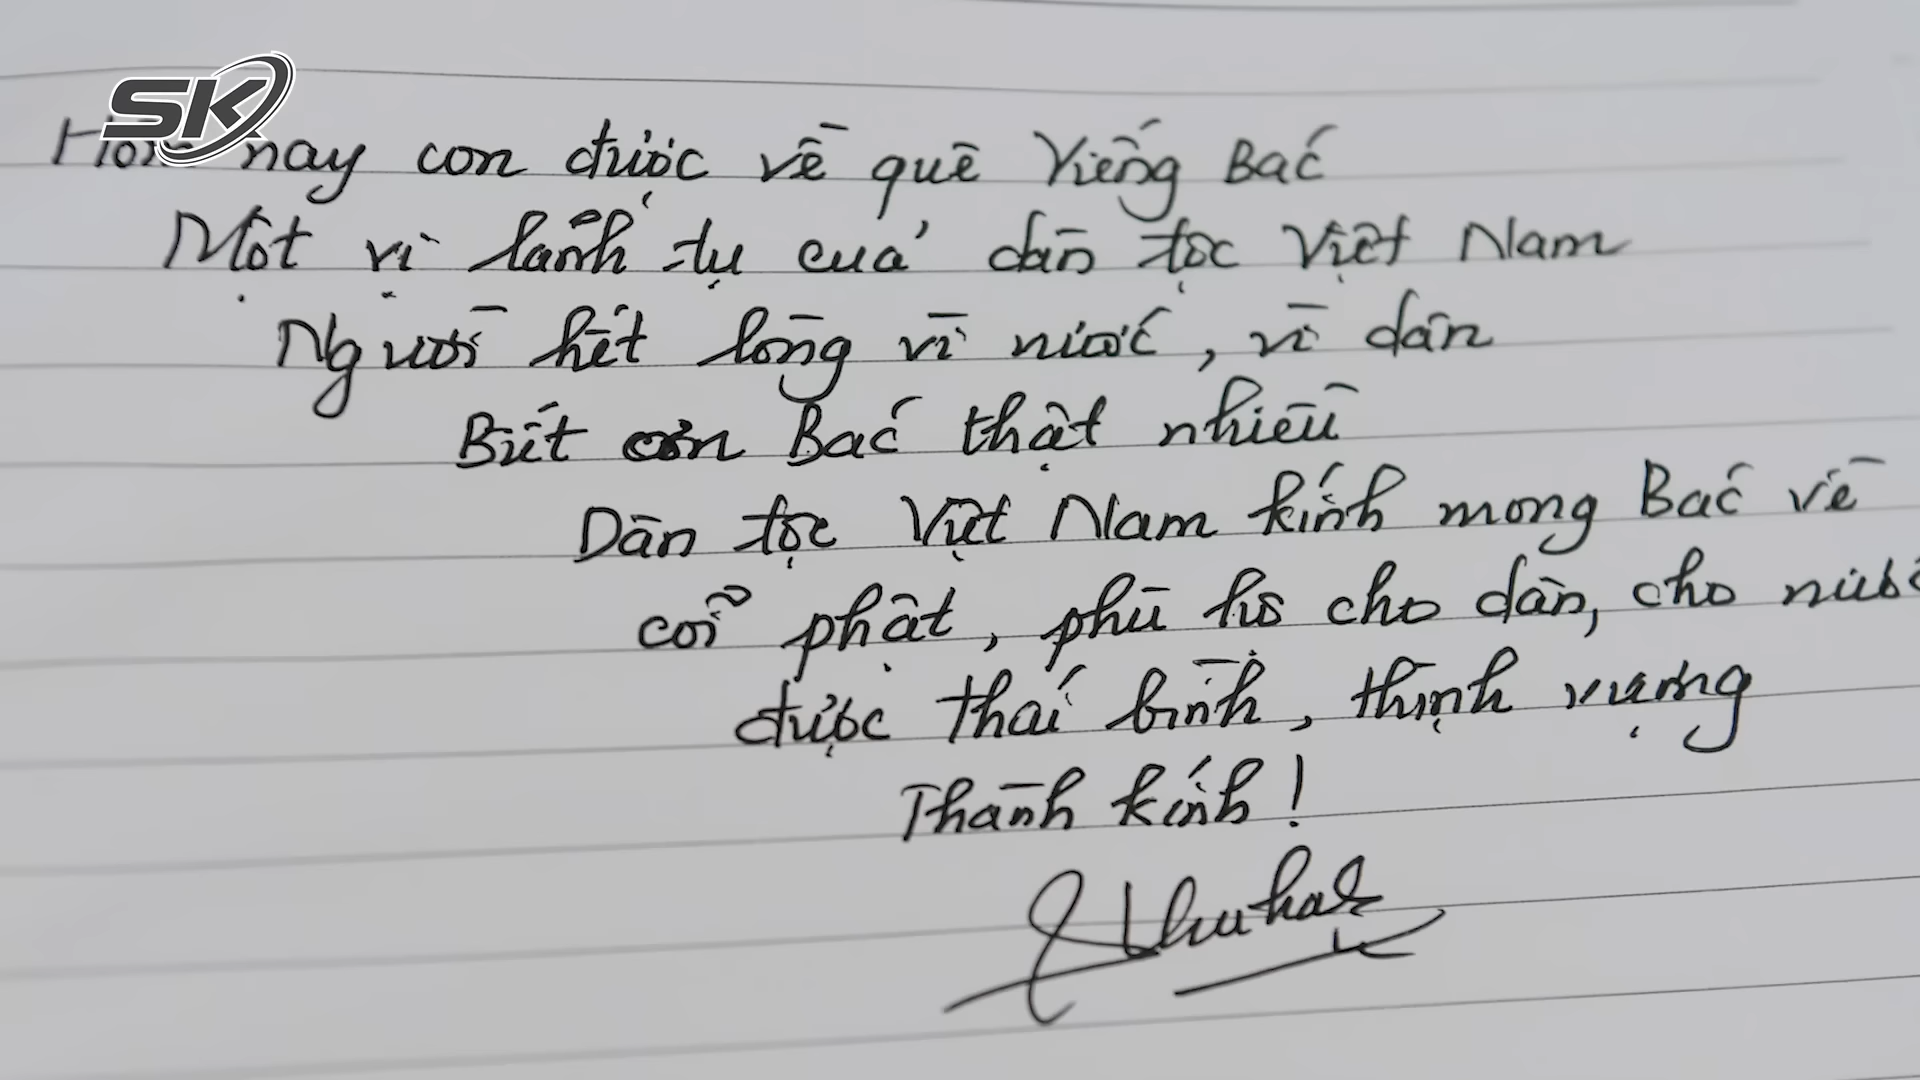 SK
Hôm nay con được về quê Viếng Bác
Một vị lãnh tụ của dân tộc Việt Nam
Người hết lòng vì nước, vì dân
Biết ơn Bác thật nhiều
Dân tộc Việt Nam kính mong Bác về
cõi phật, phù hộ cho dân, cho nước
được thái bình, thịnh vượng
Thành kính!